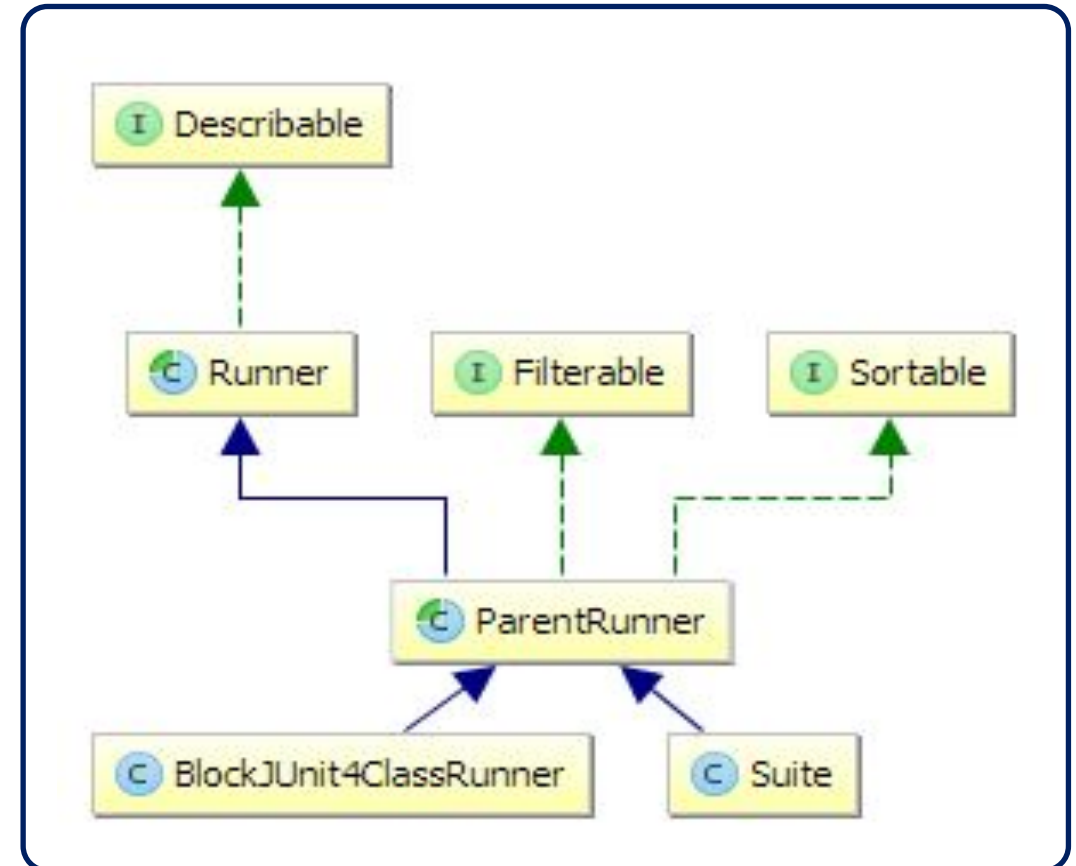 I Describable
C Runner
I Filterable
I Sortable
C ParentRunner
C BlockJUnit4ClassRunner
C Suite